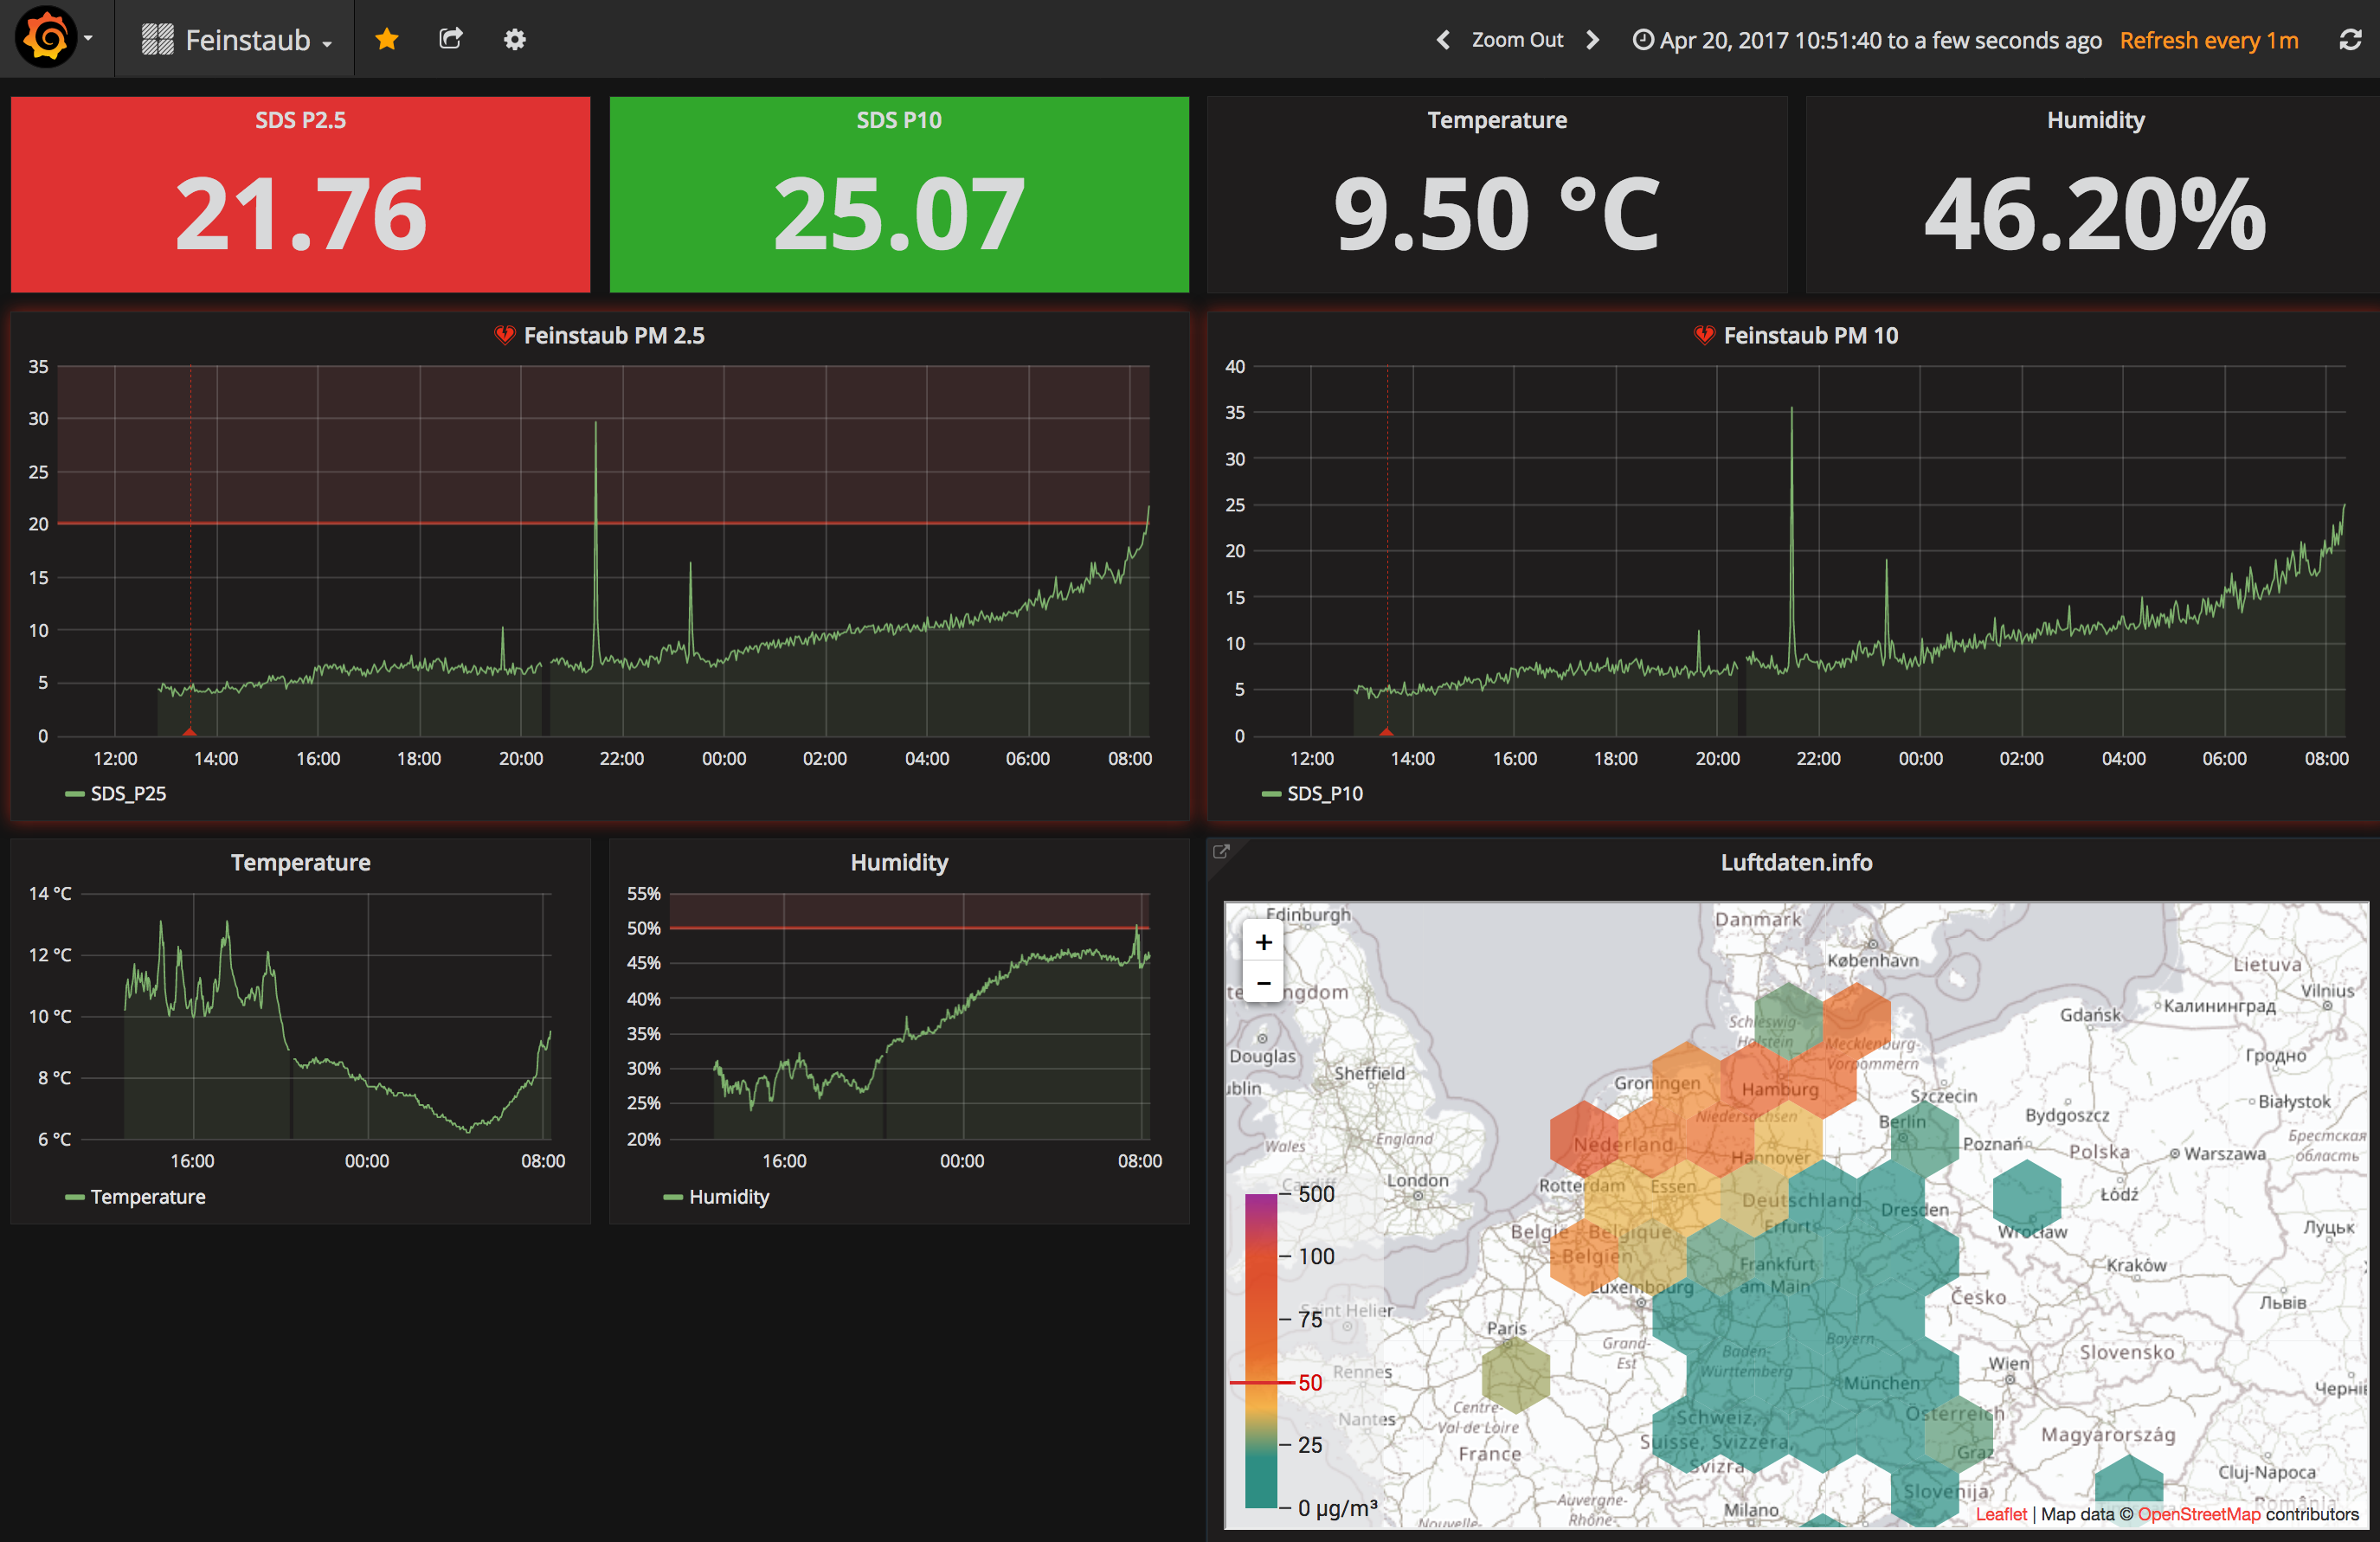 Feinstaub
Zoom Out
Apr 20, 2017 10:51:40 to a few seconds ago
Refresh every 1m
SDS P2.5
21.76
SDS P10
25.07
Temperature
9.50 °C
Humidity
46.20%
Feinstaub PM 2.5
35
30
25
20
15
10
5
0
12:00 14:00 16:00 18:00 20:00 22:00 00:00 02:00 04:00 06:00 08:00
SDS_P25
Feinstaub PM 10
40
35
30
25
20
15
10
5
0
12:00 14:00 16:00 18:00 20:00 22:00 00:00 02:00 04:00 06:00 08:00
SDS_P10
Temperature
14 °C
12 °C
10 °C
8 °C
6 °C
16:00 00:00 08:00
Temperature
Humidity
55%
50%
45%
40%
35%
30%
25%
20%
16:00 00:00 08:00
Humidity
Luftdaten.info
+
−
Edinburgh
Danmark
København
Lietuva
Vilnius
ngdom
Калининград
Gdańsk
Schleswig-
Holstein
Mecklenburg-
Vorpommern
Гродно
Douglas
Sheffield
Groningen
Hamburg
Szczecin
Białystok
Bydgoszcz
Niedersachsen
Berlin
Wales
England
Nederland
Hannover
Poznań
Polska
Warszawa
Брестская
область
Cardiff
London
Rotterdam
Essen
Deutschland
Łódź
Dresden
Erfurt
Wrocław
Луцьк
België - Belgique
- Belgien
Frankfurt
am Main
Kraków
Luxembourg
Česko
Львів
Saint Helier
Paris
Grand-
Est
Bayern
Baden-
Württemberg
Slovensko
Wien
Rennes
München
Centre-
Val de Loire
Nantes
Österreich
Schweiz,
Suisse, Svizzera,
Svizra
Graz
Magyarország
France
Cluj-Napoca
Slovenija
Auvergne-
Rhône-
Milano
500
100
75
50
25
0 µg/m³
Leaflet | Map data © OpenStreetMap contributors